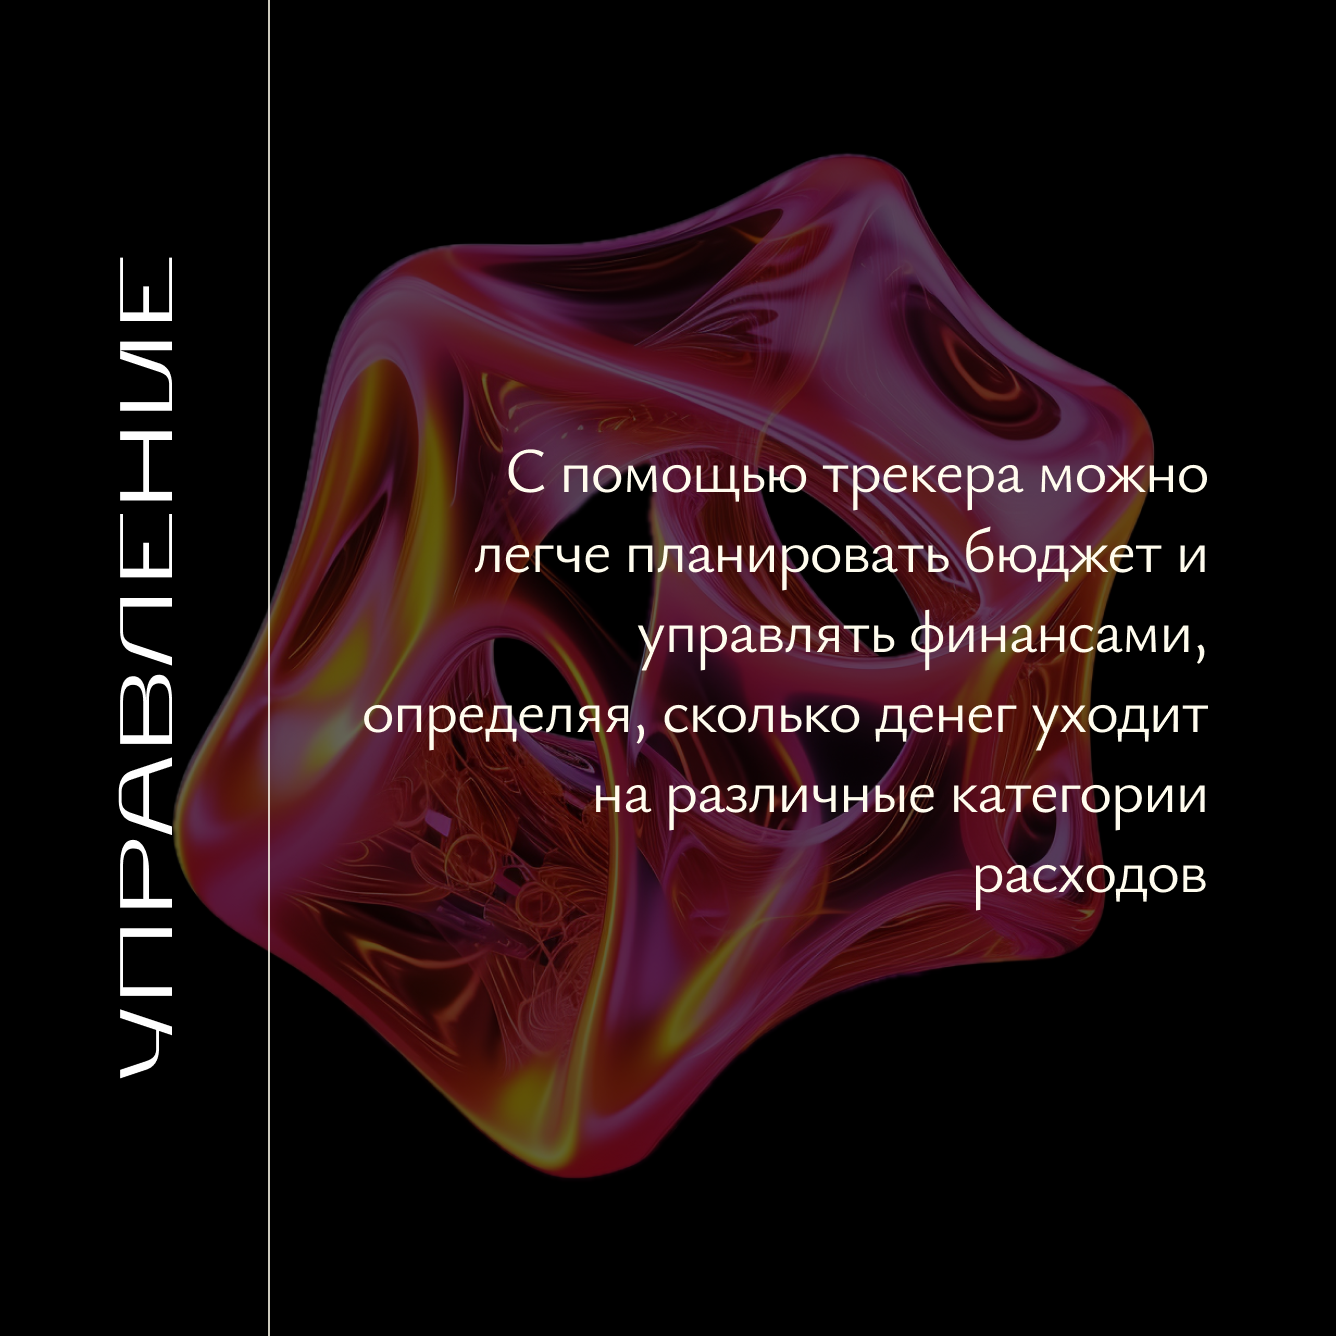 УПРАВЛЕНИЕ
С помощью трекера можно
легче планировать бюджет и
управлять финансами,
определяя, сколько денег уходит
на различные категории
расходов